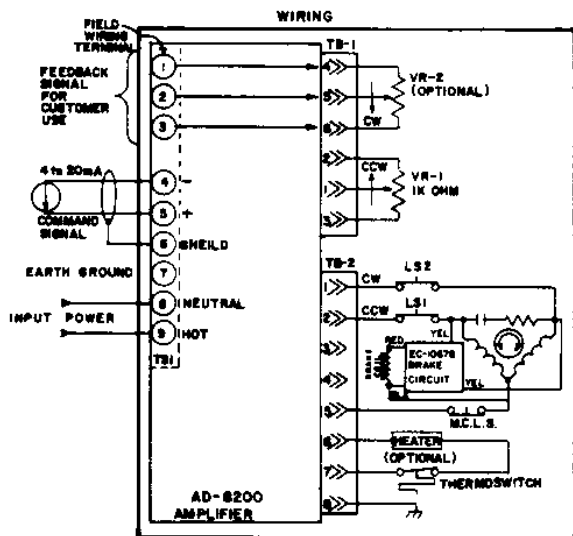 WIRING
FIELD
WIRING
TERMINAL
TB-1
FEEDBACK
SIGNAL
FOR
CUSTOMER
USE
1
2
3
4
5
6
VR-2
(OPTIONAL)
CW
2
1
3
CCW
VR-1
1K OHM
4 to 20mA
COMMAND
SIGNAL
4 -
5 +
6 SHEILD
EARTH GROUND 7
8 NEUTRAL
INPUT POWER
9 HOT
TS1
TB-2
1 CW LS2
2 CCW LS1
3
4
5
6
7
8
RED
YEL
BRAKE
COIL
BRAKE
CIRCUIT
YEL
M.C.L.S.
HEATER
(OPTIONAL)
THERMOSWITCH
AD-8200
AMPLIFIER